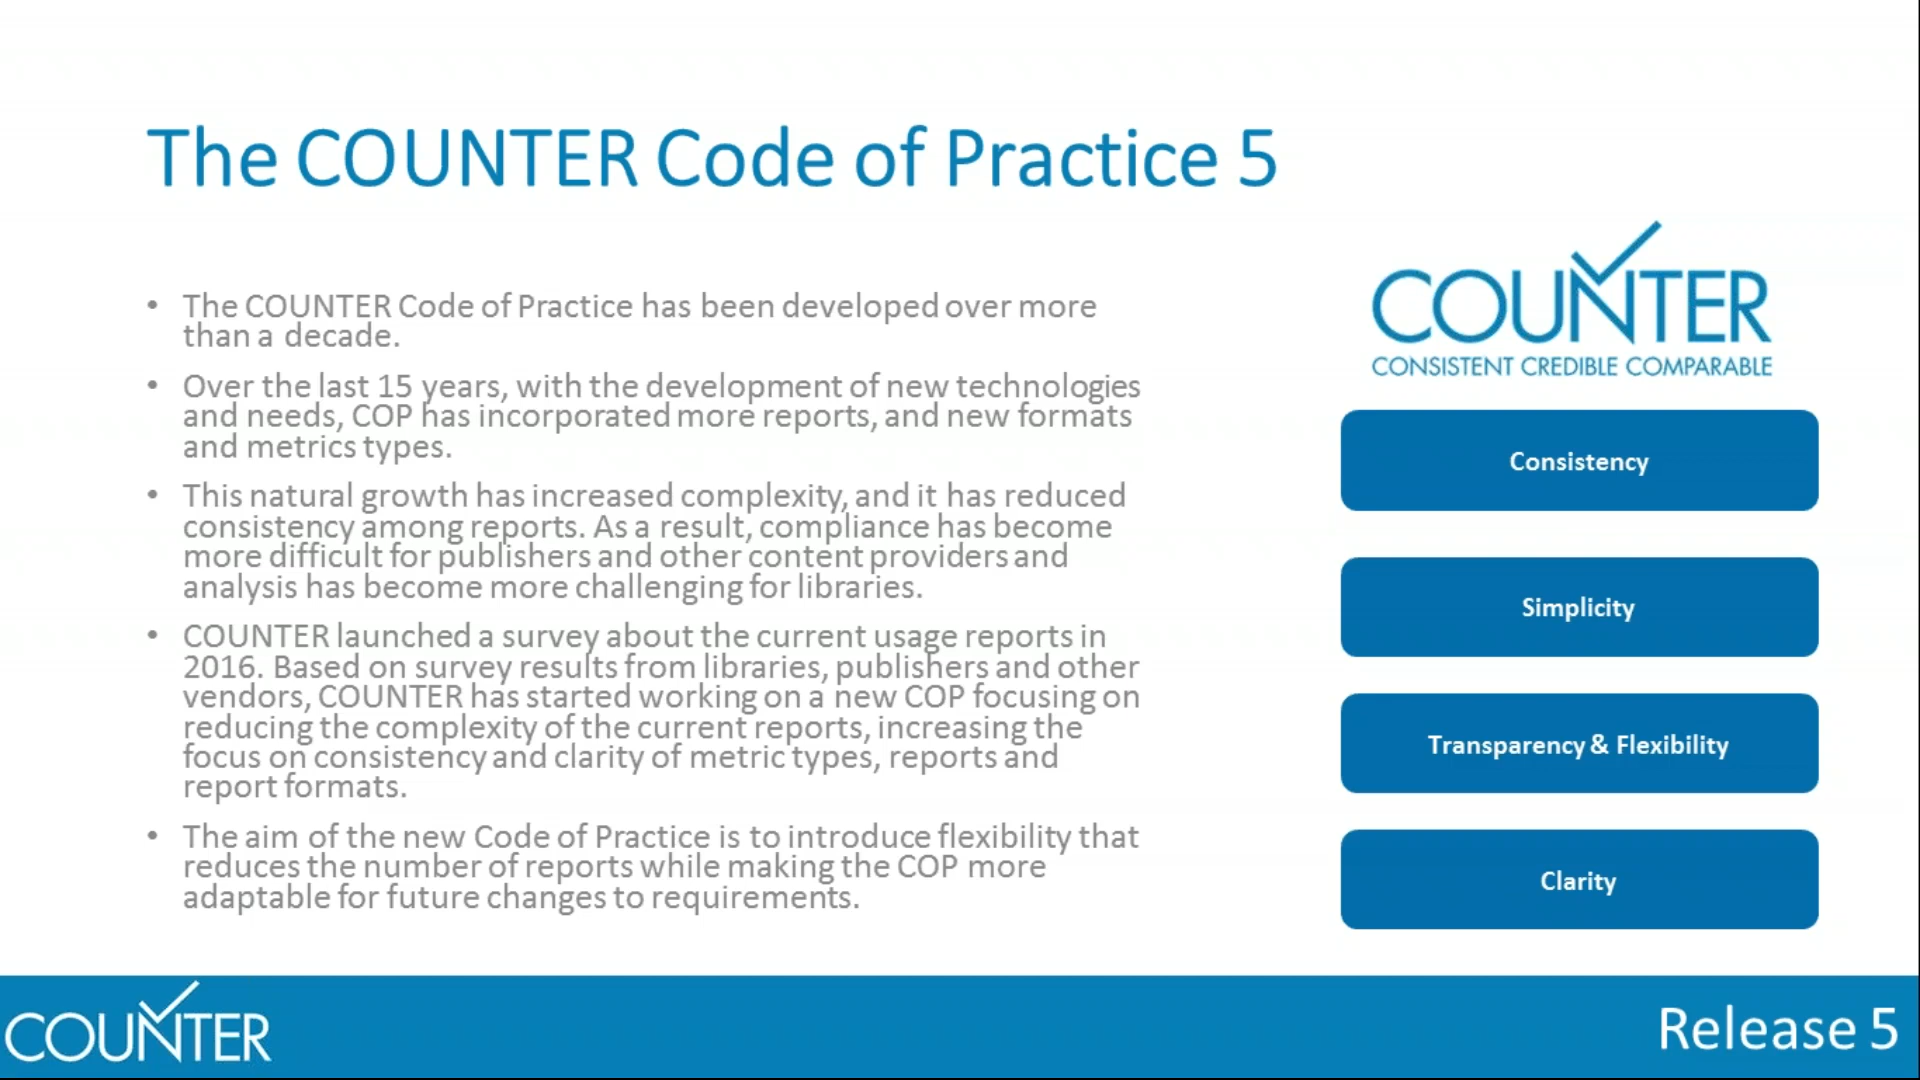 The COUNTER Code of Practice 5
• The COUNTER Code of Practice has been developed over more
than a decade.
• Over the last 15 years, with the development of new technologies
and needs, COP has incorporated more reports, and new formats
and metrics types.
• This natural growth has increased complexity, and it has reduced
consistency among reports. As a result, compliance has become
more difficult for publishers and other content providers and
analysis has become more challenging for libraries.
• COUNTER launched a survey about the current usage reports in
2016. Based on survey results from libraries, publishers and other
vendors, COUNTER has started working on a new COP focusing on
reducing the complexity of the current reports, increasing the
focus on consistency and clarity of metric types, reports and
report formats.
• The aim of the new Code of Practice is to introduce flexibility that
reduces the number of reports while making the COP more
adaptable for future changes to requirements.
COUNTER
CONSISTENT CREDIBLE COMPARABLE
Consistency
Simplicity
Transparency & Flexibility
Clarity
COUNTER
Release 5